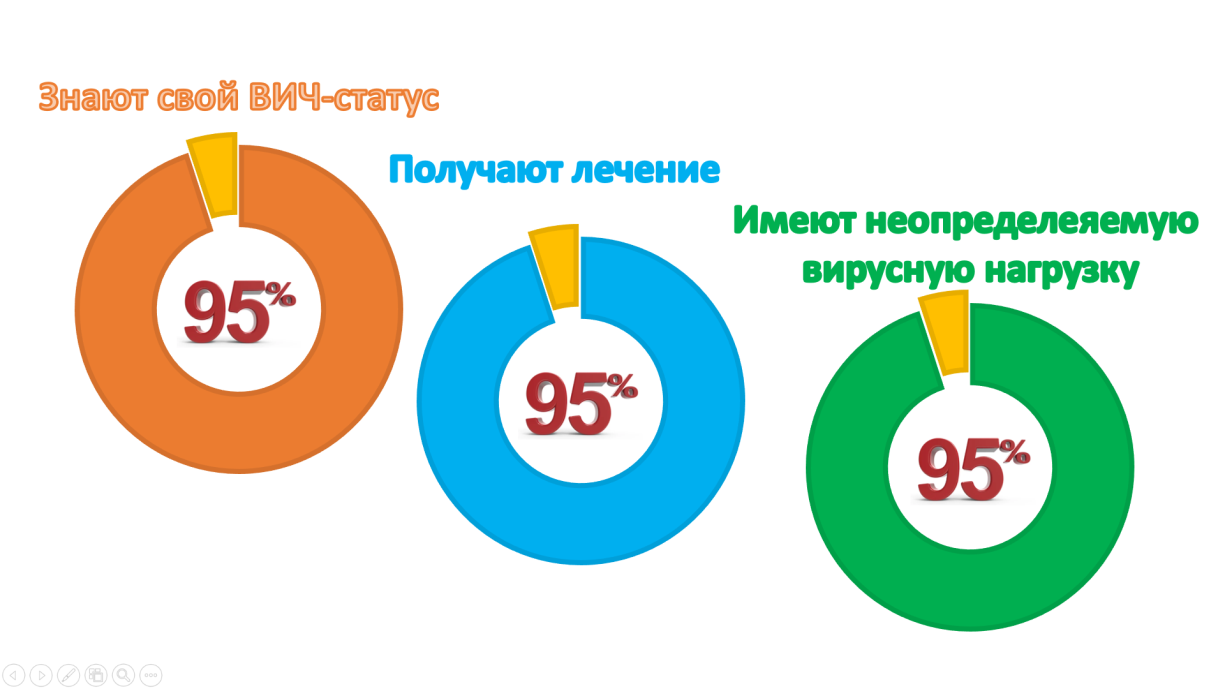 Знают свой ВИЧ-статус
95%
Получают лечение
95%
Имеют неопределеяемую
вирусную нагрузку
95%